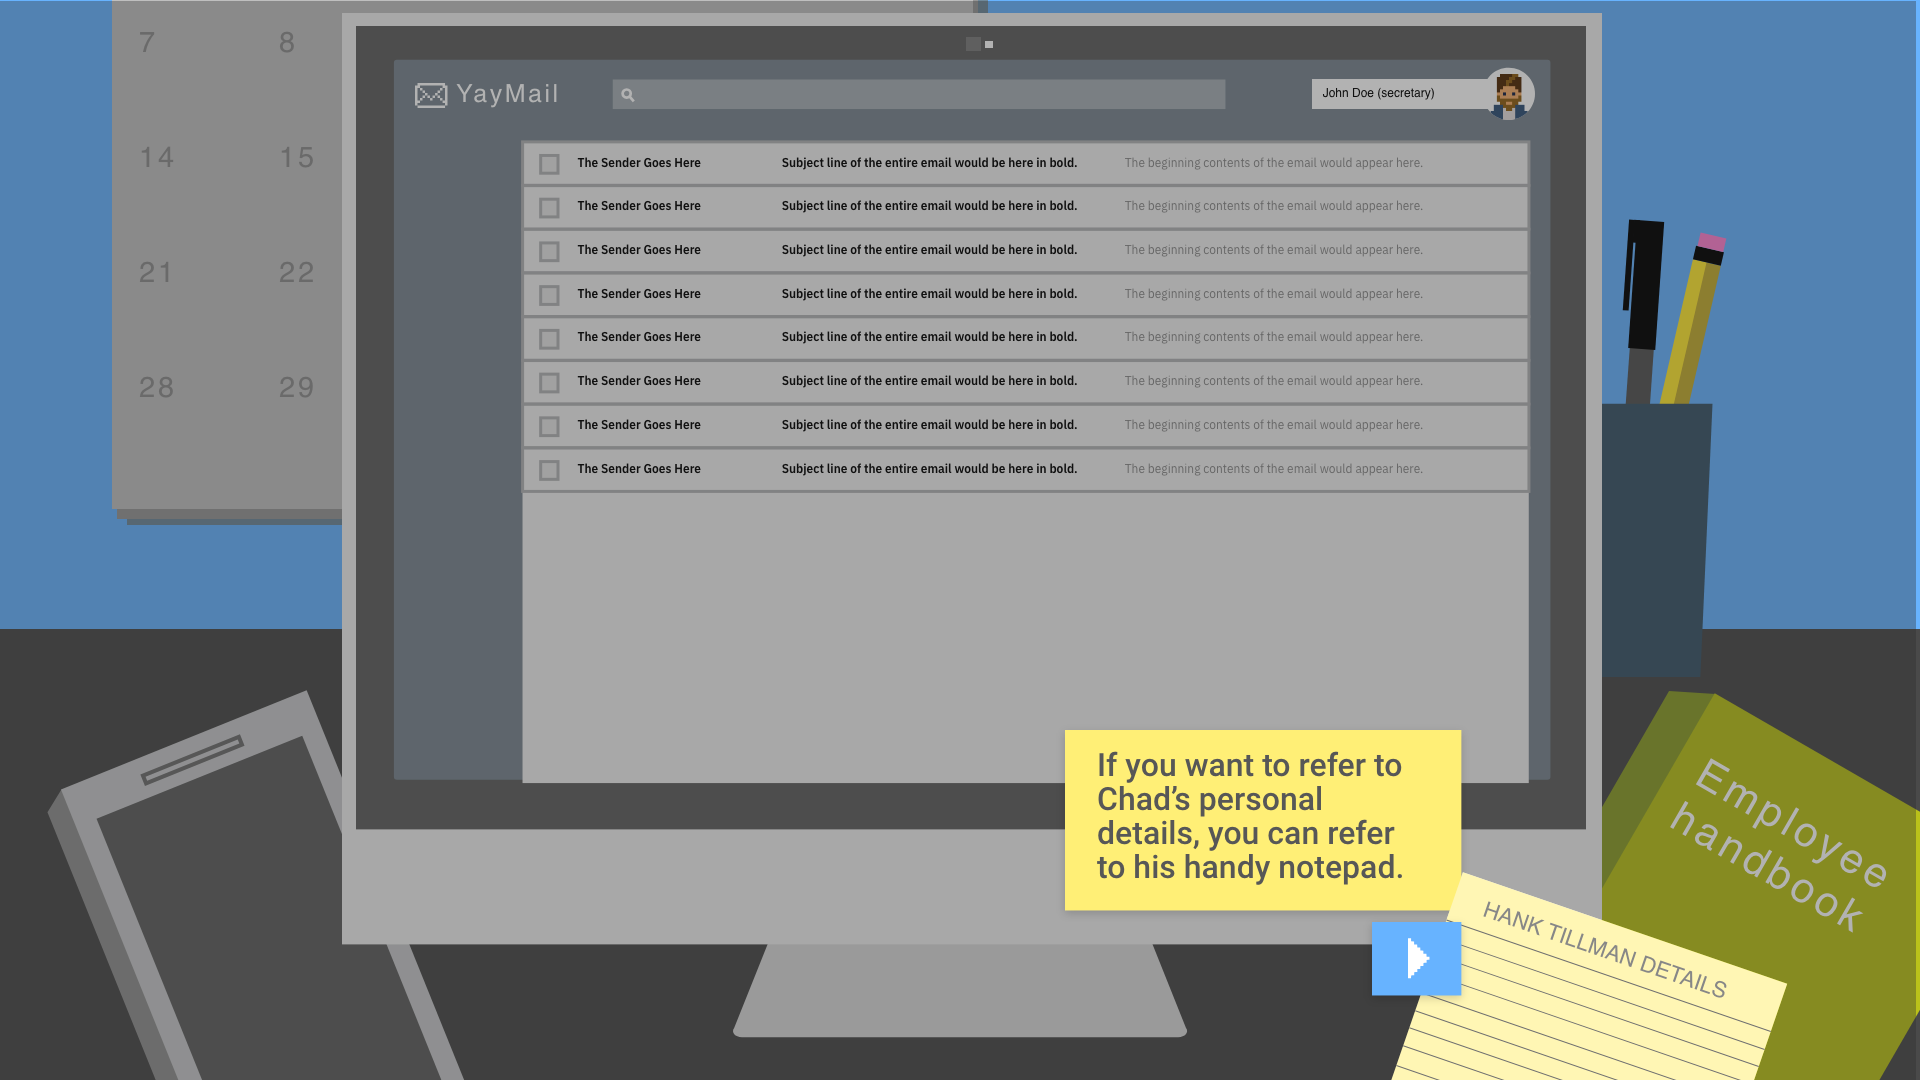 7 8
14 15
21 22
28 29
YayMail
John Doe (secretary)
The Sender Goes Here Subject line of the entire email would be here in bold. The beginning contents of the email would appear here.
The Sender Goes Here Subject line of the entire email would be here in bold. The beginning contents of the email would appear here.
The Sender Goes Here Subject line of the entire email would be here in bold. The beginning contents of the email would appear here.
The Sender Goes Here Subject line of the entire email would be here in bold. The beginning contents of the email would appear here.
The Sender Goes Here Subject line of the entire email would be here in bold. The beginning contents of the email would appear here.
The Sender Goes Here Subject line of the entire email would be here in bold. The beginning contents of the email would appear here.
The Sender Goes Here Subject line of the entire email would be here in bold. The beginning contents of the email would appear here.
The Sender Goes Here Subject line of the entire email would be here in bold. The beginning contents of the email would appear here.
If you want to refer to
Chad’s personal
details, you can refer
to his handy notepad.
Employee
handbook
HANK TILLMAN DETAILS